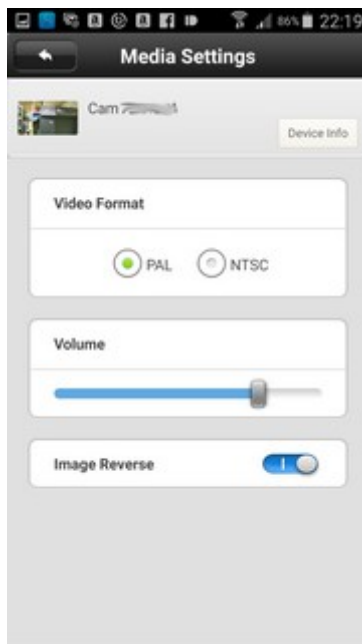 86% 22:19
Media Settings
Cam
Device Info
Video Format
PAL NTSC
Volume
Image Reverse